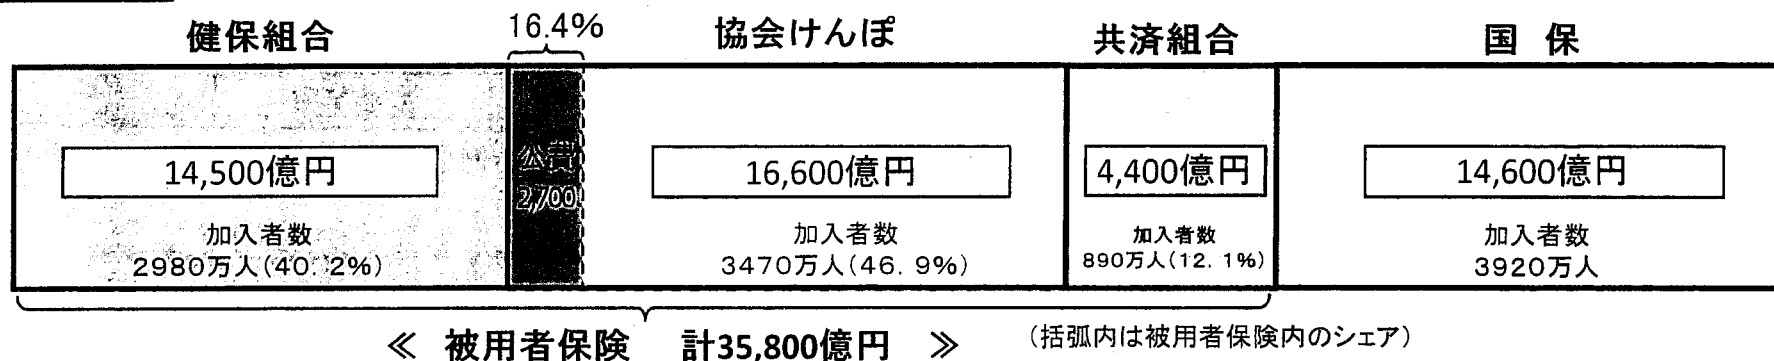 健保組合 16.4% 協会けんぽ 共済組合 国 保
14,500億円 公費 16,600億円 4,400億円 14,600億円
2,700
加入者数 加入者数 加入者数 加入者数
2980万人(40.2%) 3470万人(46.9%) 890万人(12.1%) 3920万人
≪ 被用者保険 計35,800億円 ≫ (括弧内は被用者保険内のシェア)